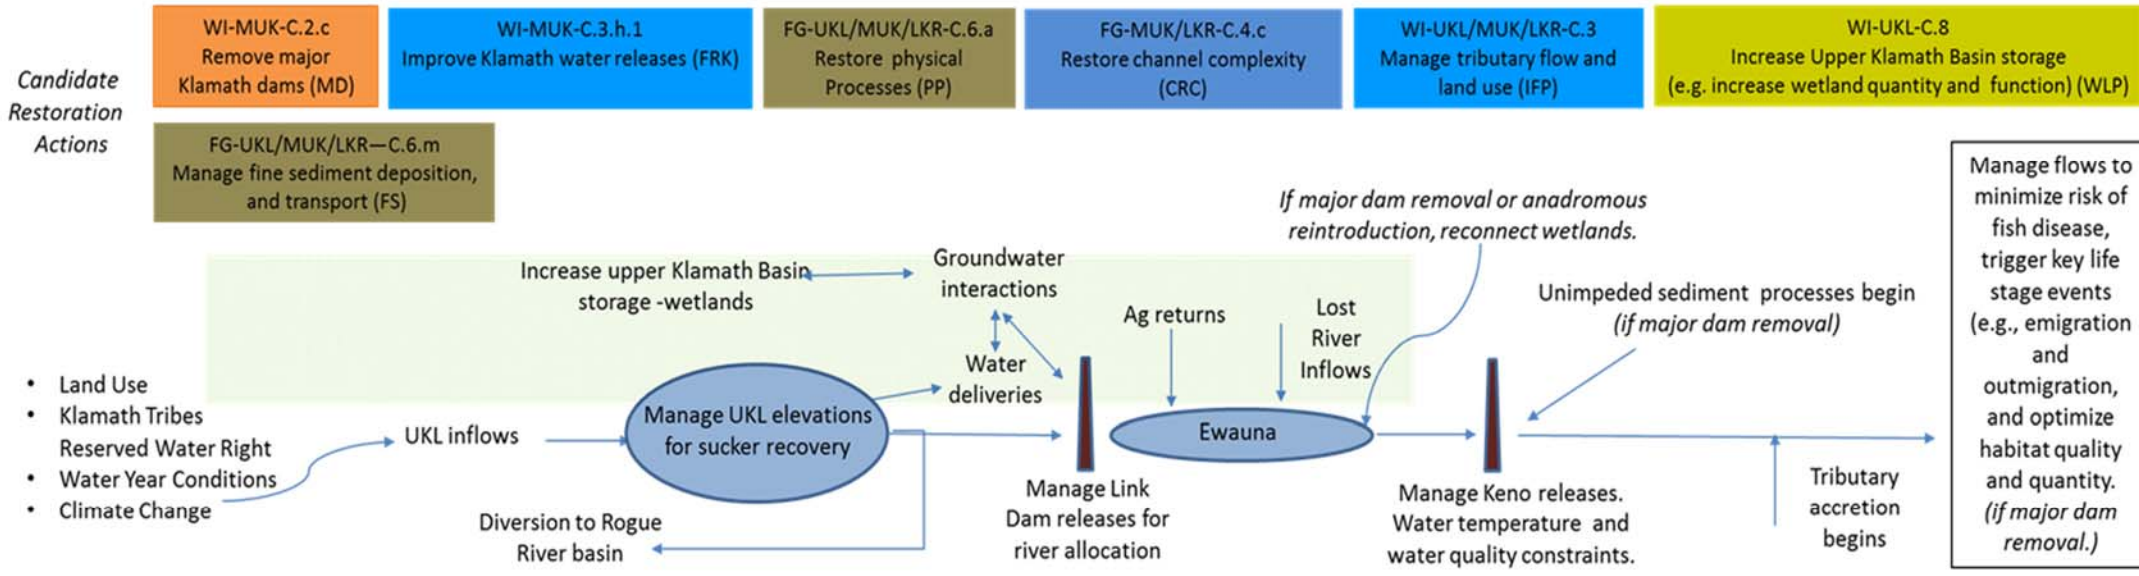 Candidate
Restoration
Actions
WI-MUK-C.2.c
Remove major
Klamath dams (MD)
WI-MUK-C.3.h.1
Improve Klamath water releases (FRK)
FG-UKL/MUK/LKR-C.6.a
Restore physical
Processes (PP)
FG-MUK/LKR-C.4.c
Restore channel complexity
(CRC)
WI-UKL/MUK/LKR-C.3
Manage tributary flow and
land use (IFP)
WI-UKL-C.8
Increase Upper Klamath Basin storage
(e.g. increase wetland quantity and function) (WLP)
FG-UKL/MUK/LKR—C.6.m
Manage fine sediment deposition,
and transport (FS)
If major dam removal or anadromous
reintroduction, reconnect wetlands.
Increase upper Klamath Basin
storage -wetlands
Groundwater
interactions
Ag returns
Lost
River
Inflows
Unimpeded sediment processes begin
(if major dam removal)
Water
deliveries
• Land Use
• Klamath Tribes
Reserved Water Right
• Water Year Conditions
• Climate Change
UKL inflows
Manage UKL elevations
for sucker recovery
Ewauna
Diversion to Rogue
River basin
Manage Link
Dam releases for
river allocation
Manage Keno releases.
Water temperature and
water quality constraints.
Tributary
accretion
begins
Manage flows to
minimize risk of
fish disease,
trigger key life
stage events
(e.g., emigration
and
outmigration,
and optimize
habitat quality
and quantity.
(if major dam
removal.)